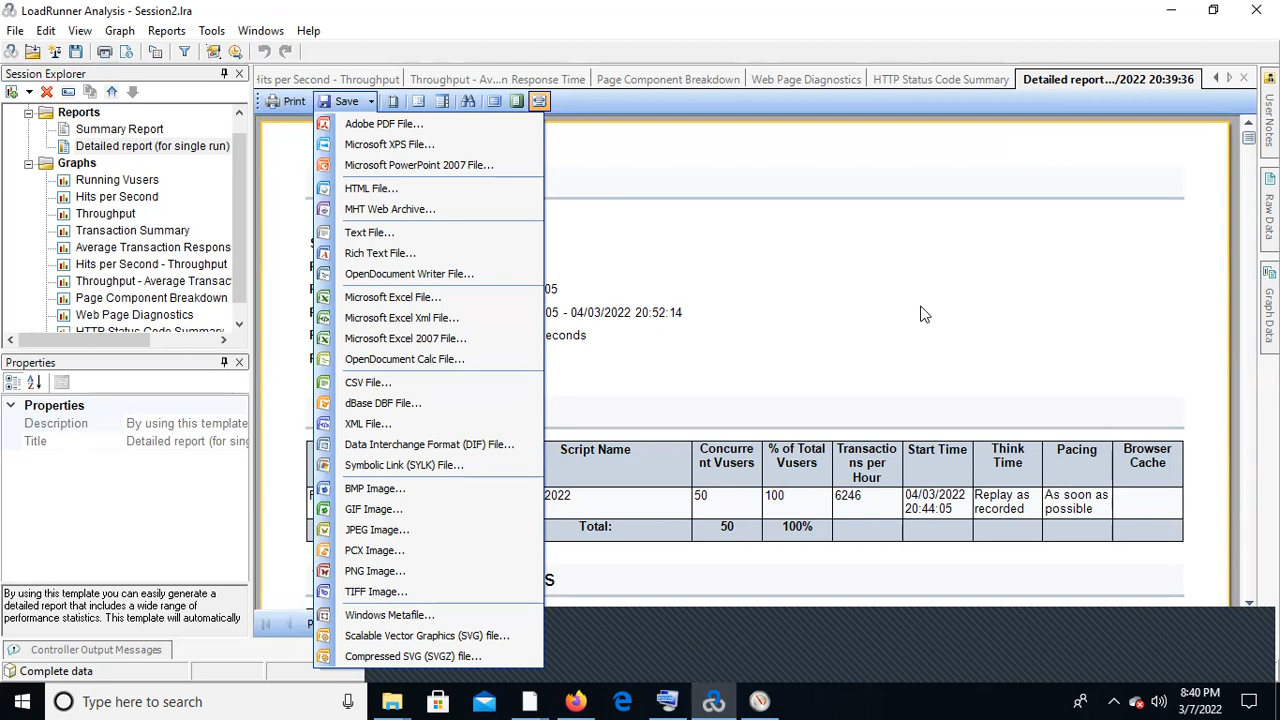 LoadRunner Analysis - Session2.lra
File Edit View Graph Reports Tools Windows Help
Session Explorer
Reports
Summary Report
Detailed report (for single run)
Graphs
Running Vusers
Hits per Second
Throughput
Transaction Summary
Average Transaction Respons
Hits per Second - Throughput
Throughput - Average Transac
Page Component Breakdown
Web Page Diagnostics
HTTP Status Code Summary
Properties
Properties
Description By using this template
Title Detailed report (for sing
By using this template you can easily generate a
detailed report that includes a wide range of
performance statistics. This template will automatically
Controller Output Messages
Complete data
Hits per Second - Throughput Throughput - Av...n Response Time Page Component Breakdown Web Page Diagnostics HTTP Status Code Summary Detailed report.../2022 20:39:36
Print Save
Adobe PDF File...
Microsoft XPS File...
Microsoft PowerPoint 2007 File...
HTML File...
MHT Web Archive...
Text File...
Rich Text File...
OpenDocument Writer File...
Microsoft Excel File...
Microsoft Excel Xml File...
Microsoft Excel 2007 File...
OpenDocument Calc File...
CSV File...
dBase DBF File...
XML File...
Data Interchange Format (DIF) File...
Symbolic Link (SYLK) File...
BMP Image...
GIF Image...
JPEG Image...
PCX Image...
PNG Image...
TIFF Image...
Windows Metafile...
Scalable Vector Graphics (SVG) file...
Compressed SVG (SVGZ) file...
05
05 - 04/03/2022 20:52:14
econds
Script Name Concurre % of Total Transactio Start Time Think Pacing Browser
nt Vusers Vusers ns per Time Cache
Hour
2022 50 100 6246 04/03/2022 Replay as As soon as
20:44:05 recorded possible
Total: 50 100%
S
User Notes
Raw Data
Graph Data
Type here to search
8:40 PM
3/7/2022